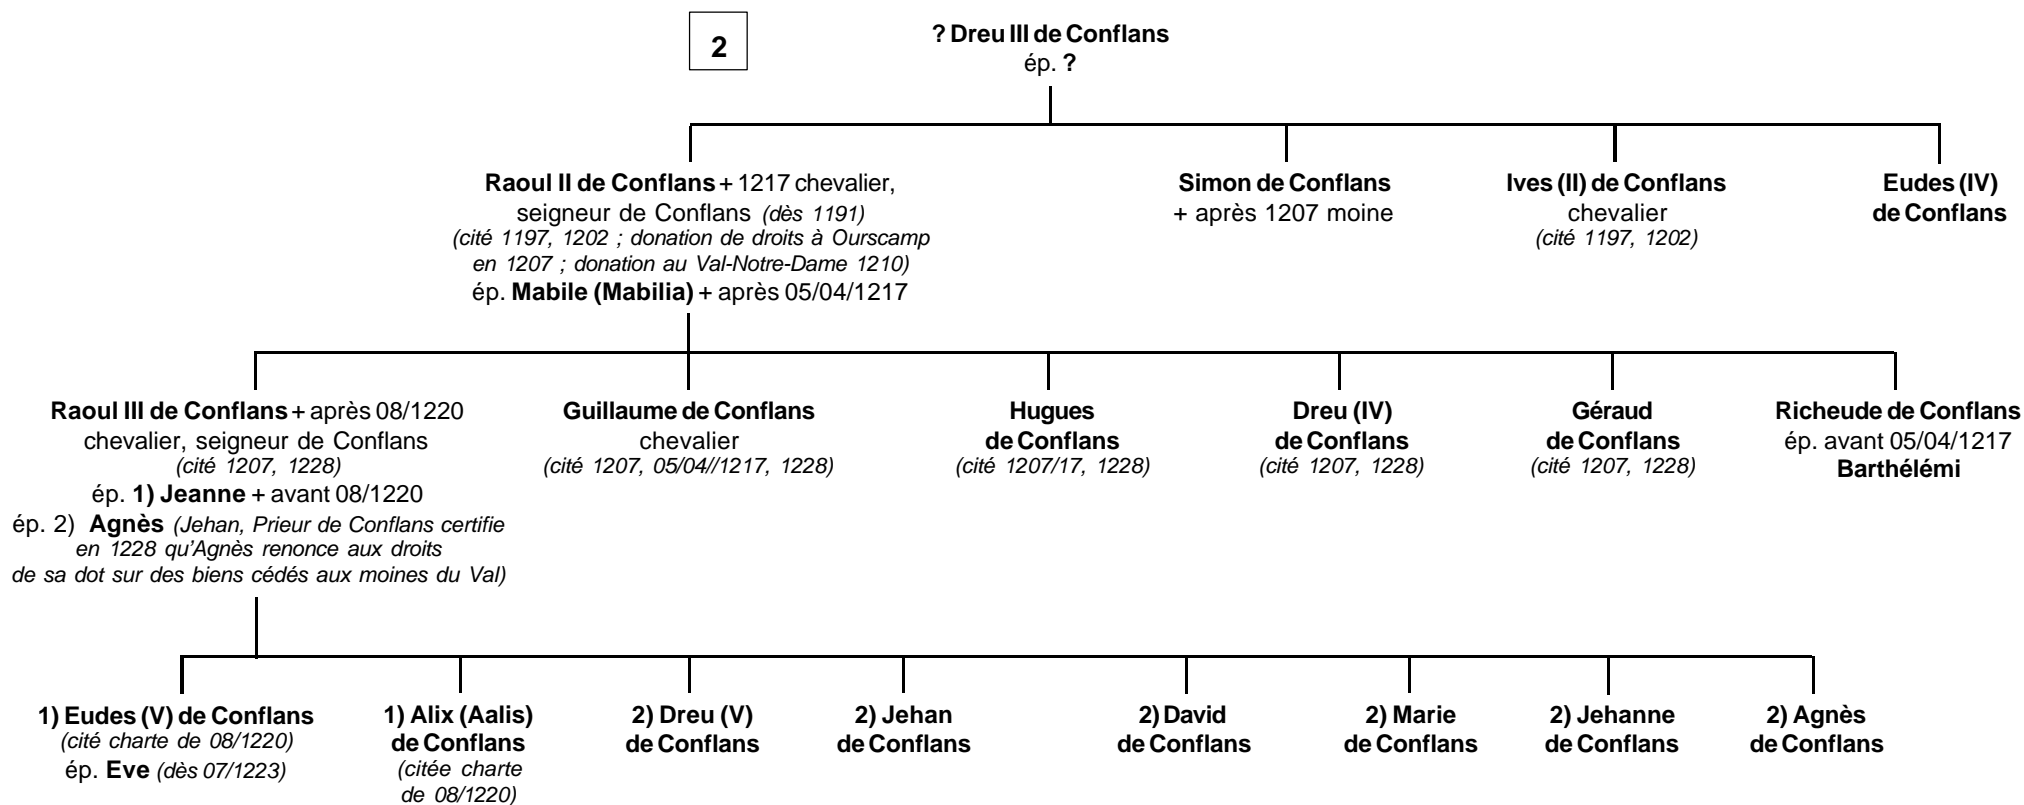 2
? Dreu III de Conflans
ép. ?
Raoul II de Conflans + 1217 chevalier,
seigneur de Conflans (dès 1191)
(cité 1197, 1202 ; donation de droits à Ourscamp
en 1207 ; donation au Val-Notre-Dame 1210)
ép. Mabile (Mabilia) + après 05/04/1217
Simon de Conflans
+ après 1207 moine
Ives (II) de Conflans
chevalier
(cité 1197, 1202)
Eudes (IV)
de Conflans
Raoul III de Conflans + après 08/1220
chevalier, seigneur de Conflans
(cité 1207, 1228)
ép. 1) Jeanne + avant 08/1220
ép. 2) Agnès (Jehan, Prieur de Conflans certifie
en 1228 qu’Agnès renonce aux droits
de sa dot sur des biens cédés aux moines du Val)
Guillaume de Conflans
chevalier
(cité 1207, 05/04//1217, 1228)
Hugues
de Conflans
(cité 1207/17, 1228)
Dreu (IV)
de Conflans
(cité 1207, 1228)
Géraud
de Conflans
(cité 1207, 1228)
Richeude de Conflans
ép. avant 05/04/1217
Barthélémi
1) Eudes (V) de Conflans
(cité charte de 08/1220)
ép. Eve (dès 07/1223)
1) Alix (Aalis)
de Conflans
(citée charte
de 08/1220)
2) Dreu (V)
de Conflans
2) Jehan
de Conflans
2) David
de Conflans
2) Marie
de Conflans
2) Jehanne
de Conflans
2) Agnès
de Conflans